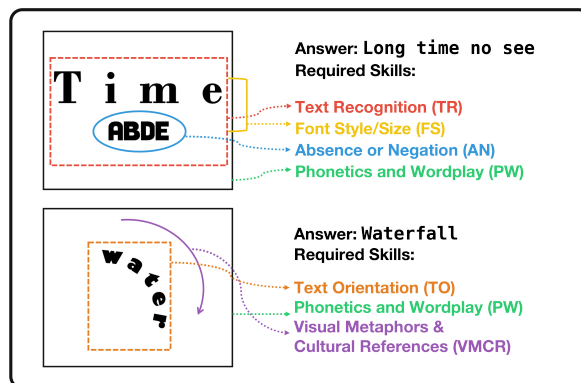 Time
ABDE
Answer: Long time no see
Required Skills:
Text Recognition (TR)
Font Style/Size (FS)
Absence or Negation (AN)
Phonetics and Wordplay (PW)
water
Answer: Waterfall
Required Skills:
Text Orientation (TO)
Phonetics and Wordplay (PW)
Visual Metaphors &
Cultural References (VMCR)